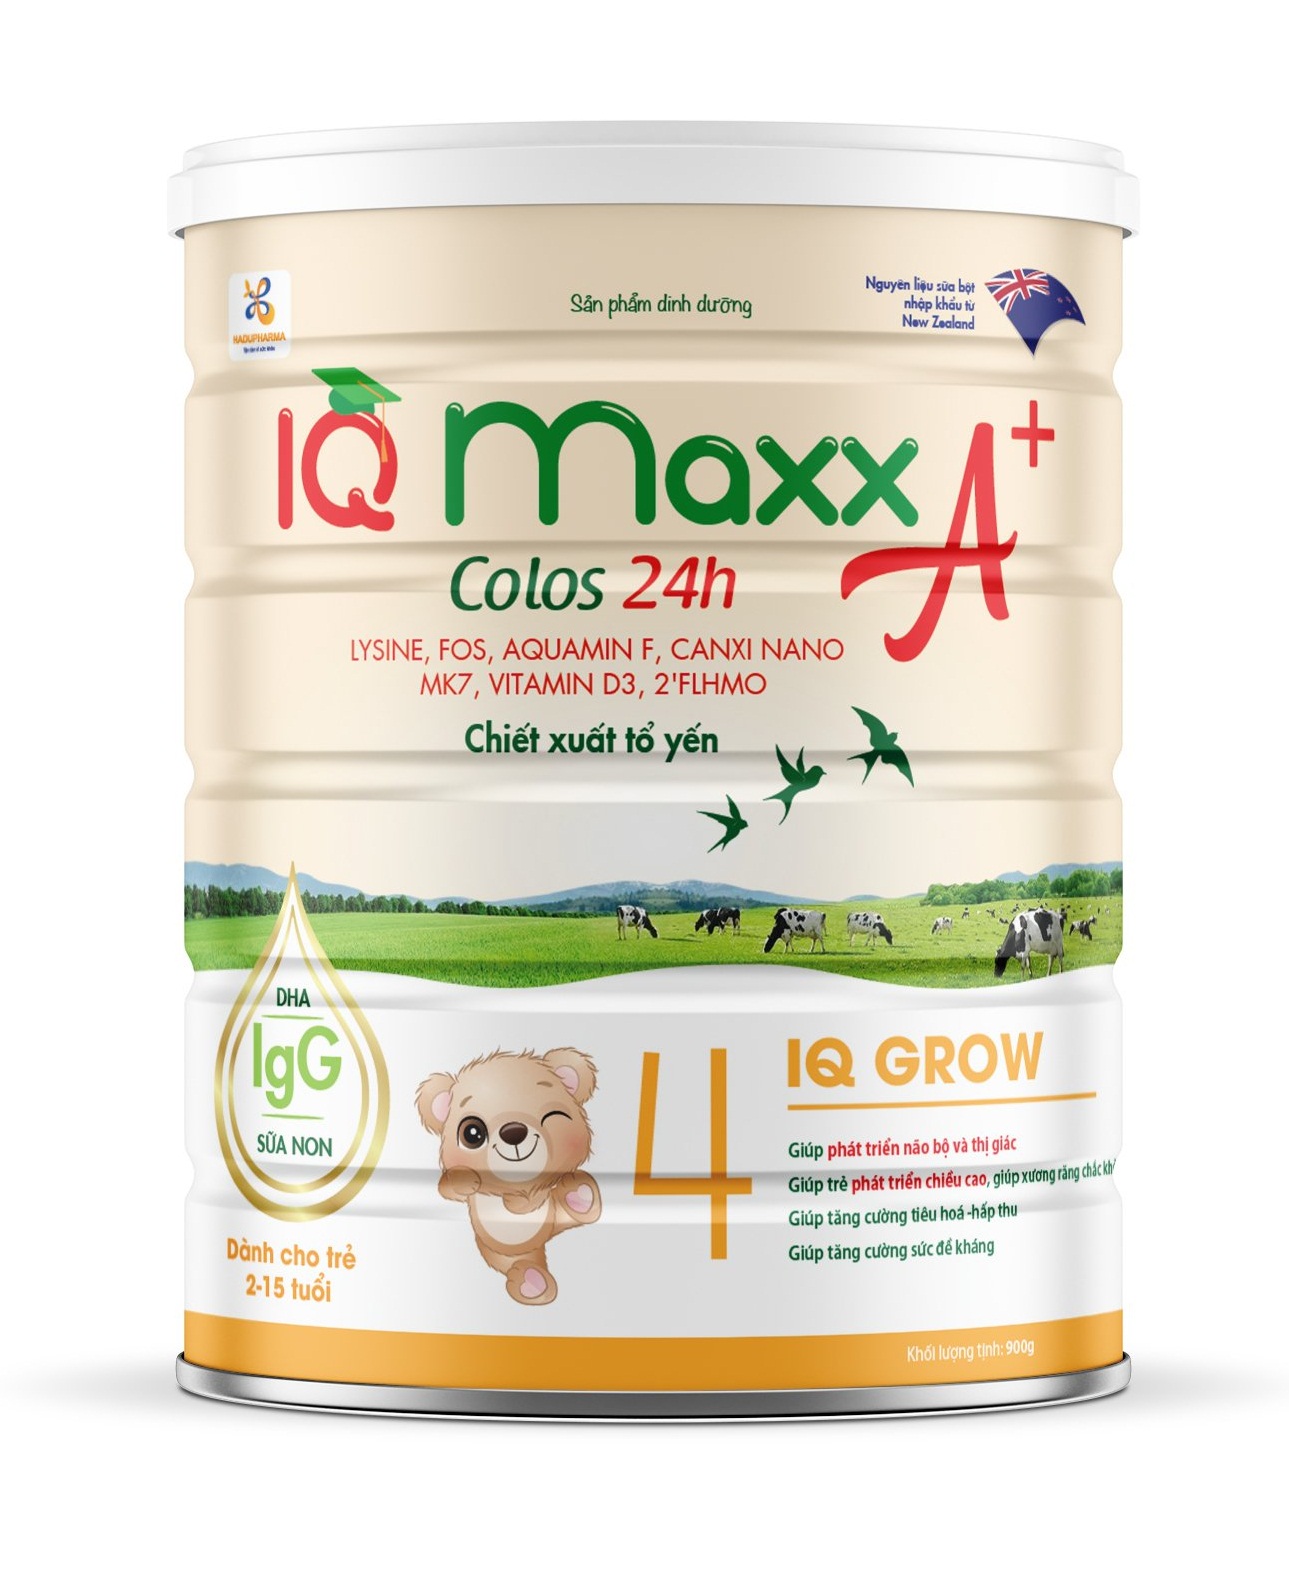 Sản phẩm dinh dưỡng
Nguyên liệu sữa bột
nhập khẩu từ
New Zealand
HADUPHARMA
IQ Maxx A+
Colos 24h
LYSINE, FOS, AQUAMIN F, CANXI NANO
MK7, VITAMIN D3, 2'FLHMO
Chiết xuất tổ yến
DHA
IgG
SỮA NON
Dành cho trẻ
2-15 tuổi
4
IQ GROW
Giúp phát triển não bộ và thị giác
Giúp trẻ phát triển chiều cao, giúp xương răng chắc
Giúp tăng cường tiêu hoá -hấp thu
Giúp tăng cường sức đề kháng
Khối lượng tịnh: 900g